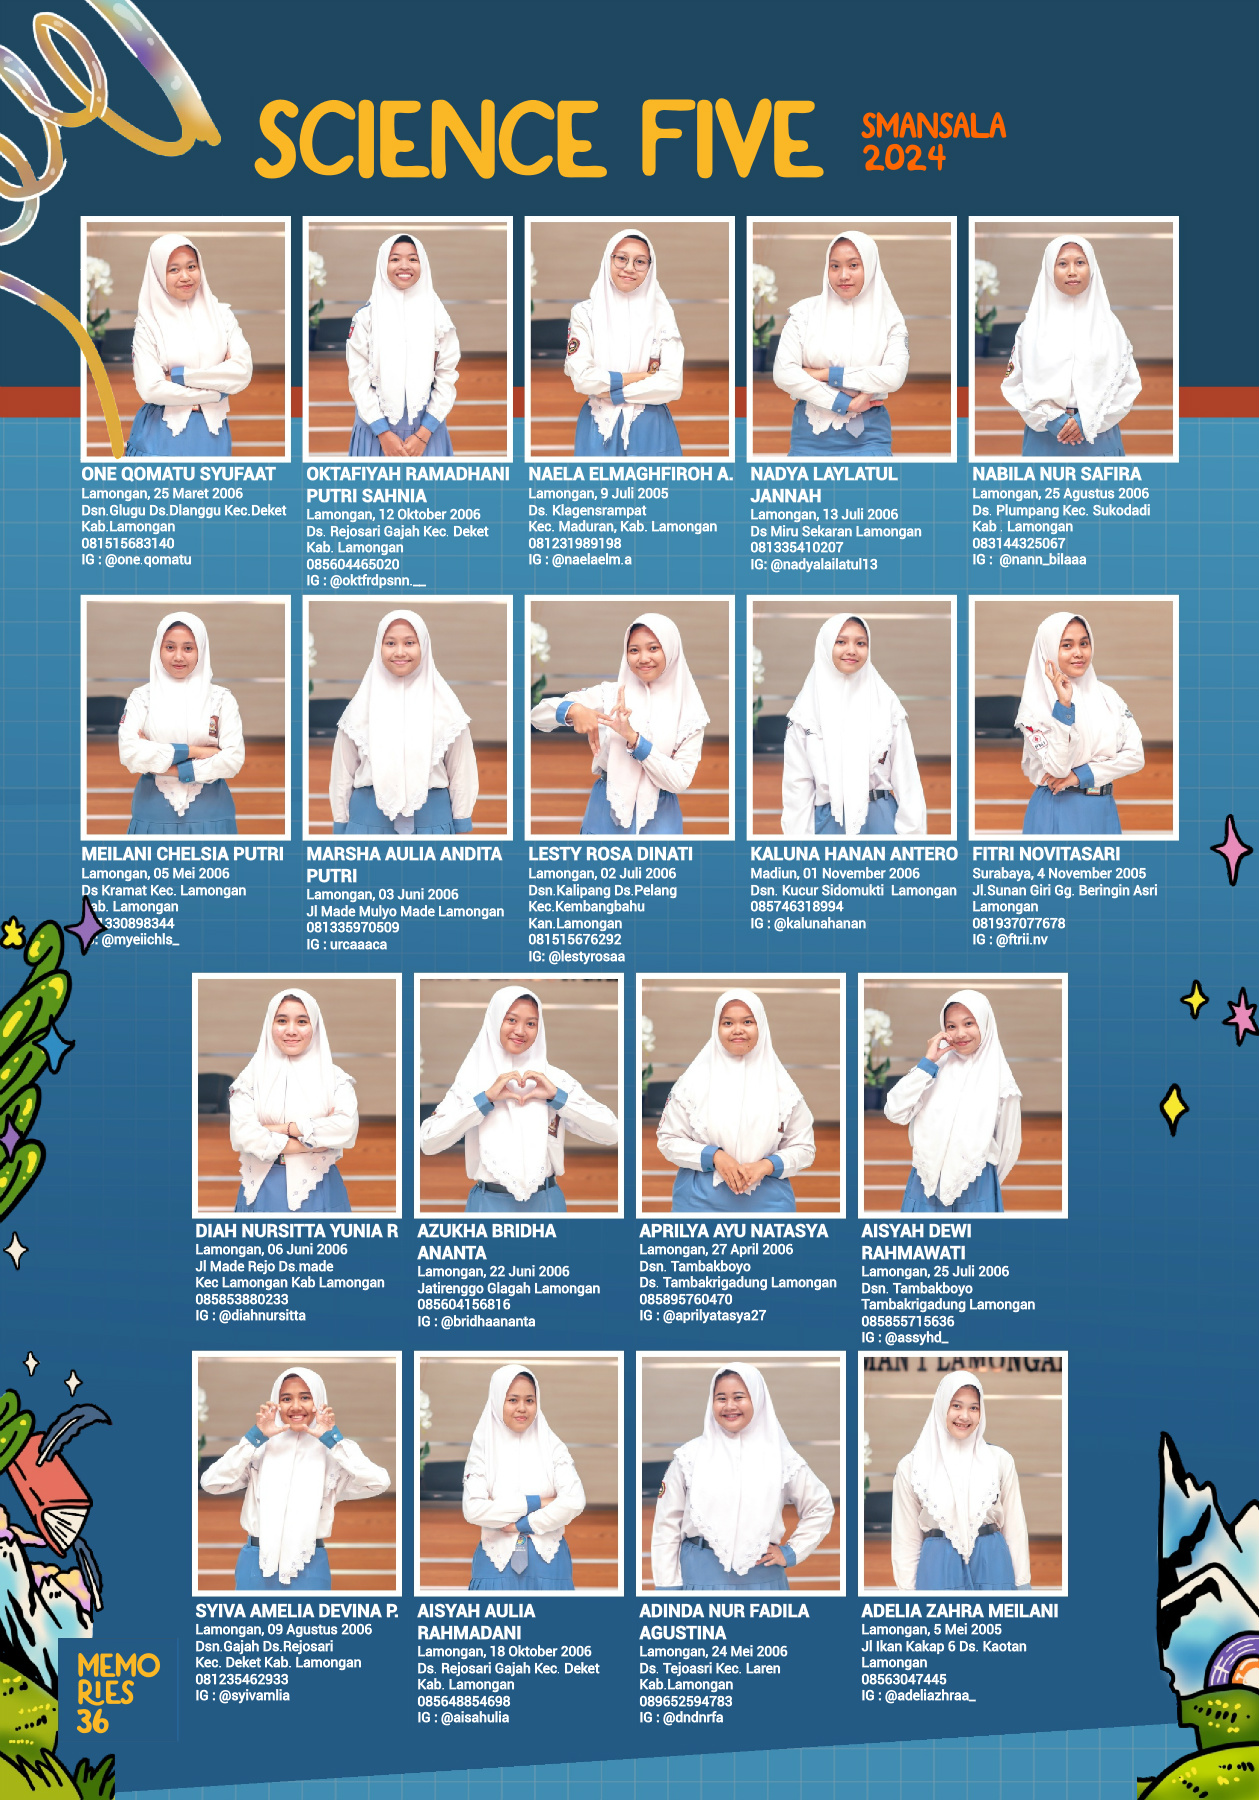 SCIENCE FIVE
SMANSALA
2024
ONE QOMATU SYUFAAT
Lamongan, 25 Maret 2006
Dsn.Glugu Ds.Dlanggu Kec.Deket
Kab.Lamongan
081515683140
IG : @one.qomatu
OKTAFIYAH RAMADHANI
PUTRI SAHNIA
Lamongan, 12 Oktober 2006
Ds. Rejosari Gajah Kec. Deket
Kab. Lamongan
085604465020
IG : @oktfrdpsnn.__
NAELA ELMAGHFIROH A.
Lamongan, 9 Juli 2005
Ds. Klagensrampat
Kec. Maduran, Kab. Lamongan
081231989198
IG : @naelaelm.a
NADYA LAYLATUL
JANNAH
Lamongan, 13 Juli 2006
Ds Miru Sekaran Lamongan
081335410207
IG: @nadyalailatul13
NABILA NUR SAFIRA
Lamongan, 25 Agustus 2006
Ds. Plumpang Kec. Sukodadi
Kab . Lamongan
083144325067
IG : @nann_bilaaa
MEILANI CHELSIA PUTRI
Lamongan, 05 Mei 2006
Ds Kramat Kec. Lamongan
ab. Lamongan
1330898344
: @myeiichls_
MARSHA AULIA ANDITA
PUTRI
Lamongan, 03 Juni 2006
Jl Made Mulyo Made Lamongan
081335970509
IG : urcaaaca
LESTY ROSA DINATI
Lamongan, 02 Juli 2006
Dsn.Kalipang Ds.Pelang
Kec.Kembangbahu
Kan.Lamongan
081515676292
IG: @lestyrosaa
KALUNA HANAN ANTERO
Madiun, 01 November 2006
Dsn. Kucur Sidomukti Lamongan
085746318994
IG : @kalunahanan
FITRI NOVITASARI
Surabaya, 4 November 2005
Jl.Sunan Giri Gg. Beringin Asri
Lamongan
081937077678
IG : @ftrii.nv
DIAH NURSITTA YUNIA R
Lamongan, 06 Juni 2006
Jl Made Rejo Ds.made
Kec Lamongan Kab Lamongan
085853880233
IG : @diahnursitta
AZUKHA BRIDHA
ANANTA
Lamongan, 22 Juni 2006
Jatirenggo Glagah Lamongan
085604156816
IG : @bridhaananta
APRILYA AYU NATASYA
Lamongan, 27 April 2006
Dsn. Tambakboyo
Ds. Tambakrigadung Lamongan
085895760470
IG : @aprilyatasya27
AISYAH DEWI
RAHMAWATI
Lamongan, 25 Juli 2006
Dsn. Tambakboyo
Tambakrigadung Lamongan
085855715636
IG : @assyhd_
SYIVA AMELIA DEVINA P.
Lamongan, 09 Agustus 2006
Dsn.Gajah Ds.Rejosari
Kec. Deket Kab. Lamongan
081235462933
IG : @syivamlia
AISYAH AULIA
RAHMADANI
Lamongan, 18 Oktober 2006
Ds. Rejosari Gajah Kec. Deket
Kab. Lamongan
085648854698
IG : @aisahulia
ADINDA NUR FADILA
AGUSTINA
Lamongan, 24 Mei 2006
Ds. Tejoasri Kec. Laren
Kab.Lamongan
089652594783
IG : @dndnrfa
MAN 1 LAMONGAN
ADELIA ZAHRA MEILANI
Lamongan, 5 Mei 2005
Jl Ikan Kakap 6 Ds. Kaotan
Lamongan
08563047445
IG : @adeliazhraa_
MEMO
RIES
36